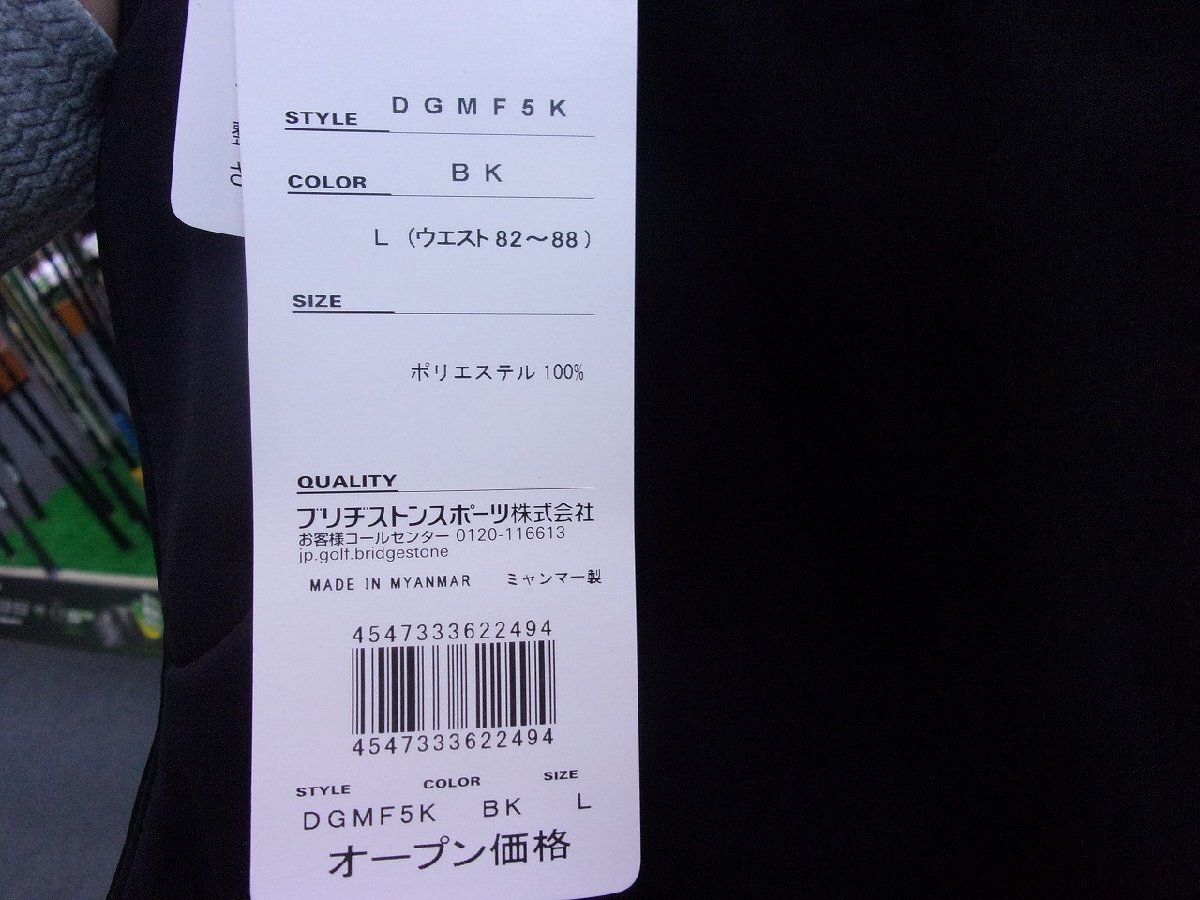 STYLE DGMF5K
COLOR BK
L (ウエスト82～88)
SIZE
ポリエステル 100%
QUALITY
ブリヂストンスポーツ株式会社
お客様コールセンター 0120-116613
jp.golf.bridgestone
MADE IN MYANMAR ミャンマー製
4547333622494
4547333622494
STYLE COLOR SIZE
DGMF5K BK L
オープン価格